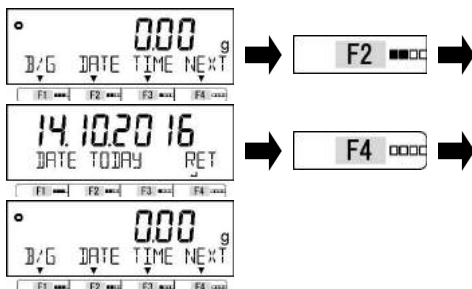 0.00 g
B/G DATE TIME NEXT
F1 F2 F3 F4
F2
14.10.2016
DATE TODAY RET
F1 F2 F3 F4
F4
0.00 g
B/G DATE TIME NEXT
F1 F2 F3 F4